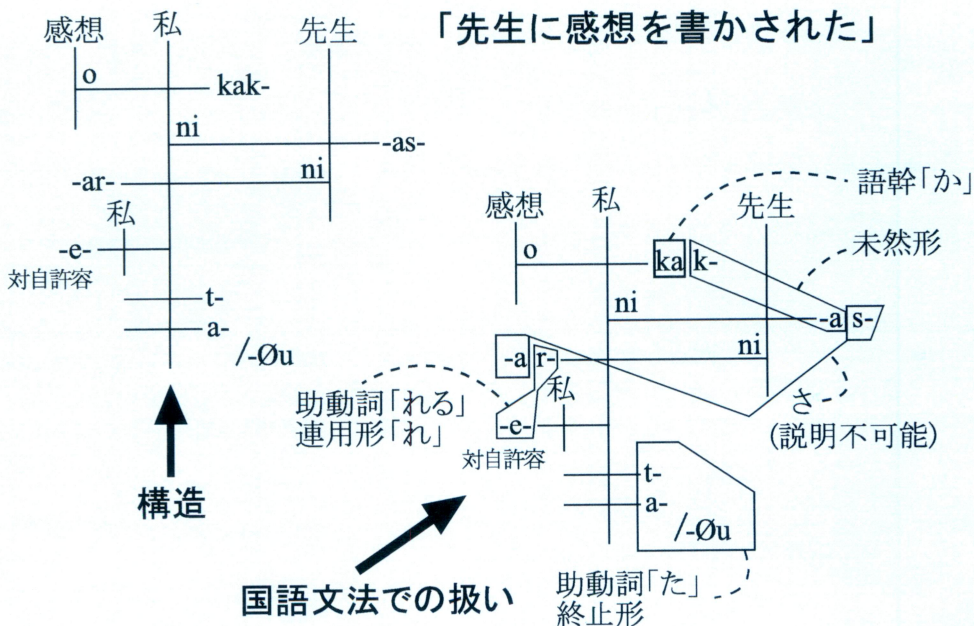 「先生に感想を書かされた」
感想 私 先生
o kak-
ni -as-
-ar- ni
私
-e-
対自許容
t-
a-
/-Øu
構造
感想 私 先生
語幹「か」
o ka k-
未然形
ni -a s-
-a r- ni
私
さ
(説明不可能)
助動詞「れる」
連用形「れ」
-e-
対自許容
t-
a-
/-Øu
国語文法での扱い
助動詞「た」
終止形